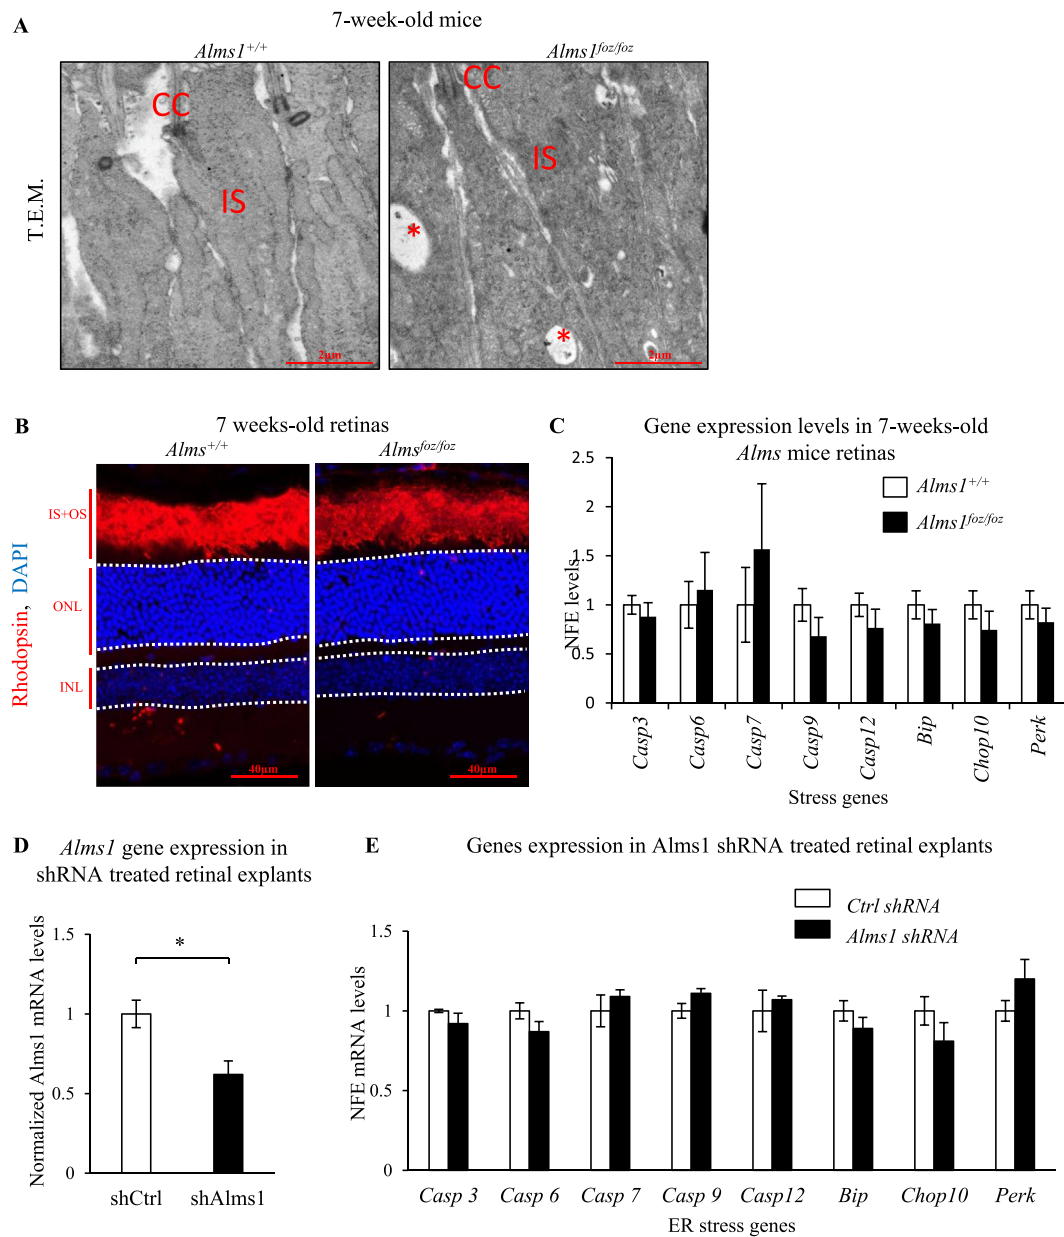 A
7-week-old mice
Alms1+/+
Alms1foz/foz
T.E.M.
CC
IS
2μm
CC
IS
*
*
2μm
B
7 weeks-old retinas
Alms+/+
Almsfoz/foz
Rhodopsin, DAPI
IS+OS
ONL
INL
40μm
40μm
C
Gene expression levels in 7-weeks-old
Alms mice retinas
NFE levels
2.5
2
1.5
1
0.5
0
Alms1+/+
Alms1foz/foz
Casp3
Casp6
Casp7
Casp9
Casp12
Bip
Chop10
Perk
Stress genes
D
Alms1 gene expression in
shRNA treated retinal explants
Normalized Alms1 mRNA levels
1.5
1
0.5
0
*
shCtrl
shAlms1
E
Genes expression in Alms1 shRNA treated retinal explants
Ctrl shRNA
Alms1 shRNA
NFE mRNA levels
1.5
1
0.5
0
Casp 3
Casp 6
Casp 7
Casp 9
Casp12
Bip
Chop10
Perk
ER stress genes